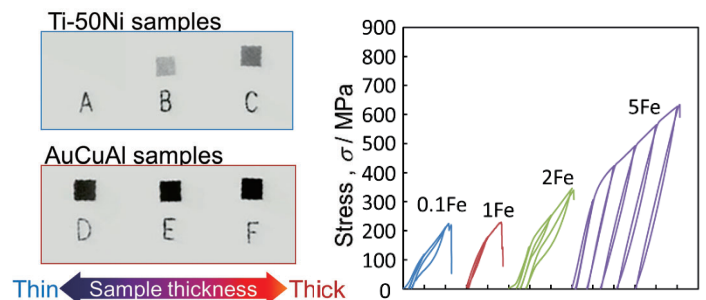 Ti-50Ni samples
A B C
AuCuAl samples
D E F
Thin Sample thickness Thick
Stress , σ / MPa
900
800
700
600
500
400
300
200
100
0
0.1Fe
1Fe
2Fe
5Fe